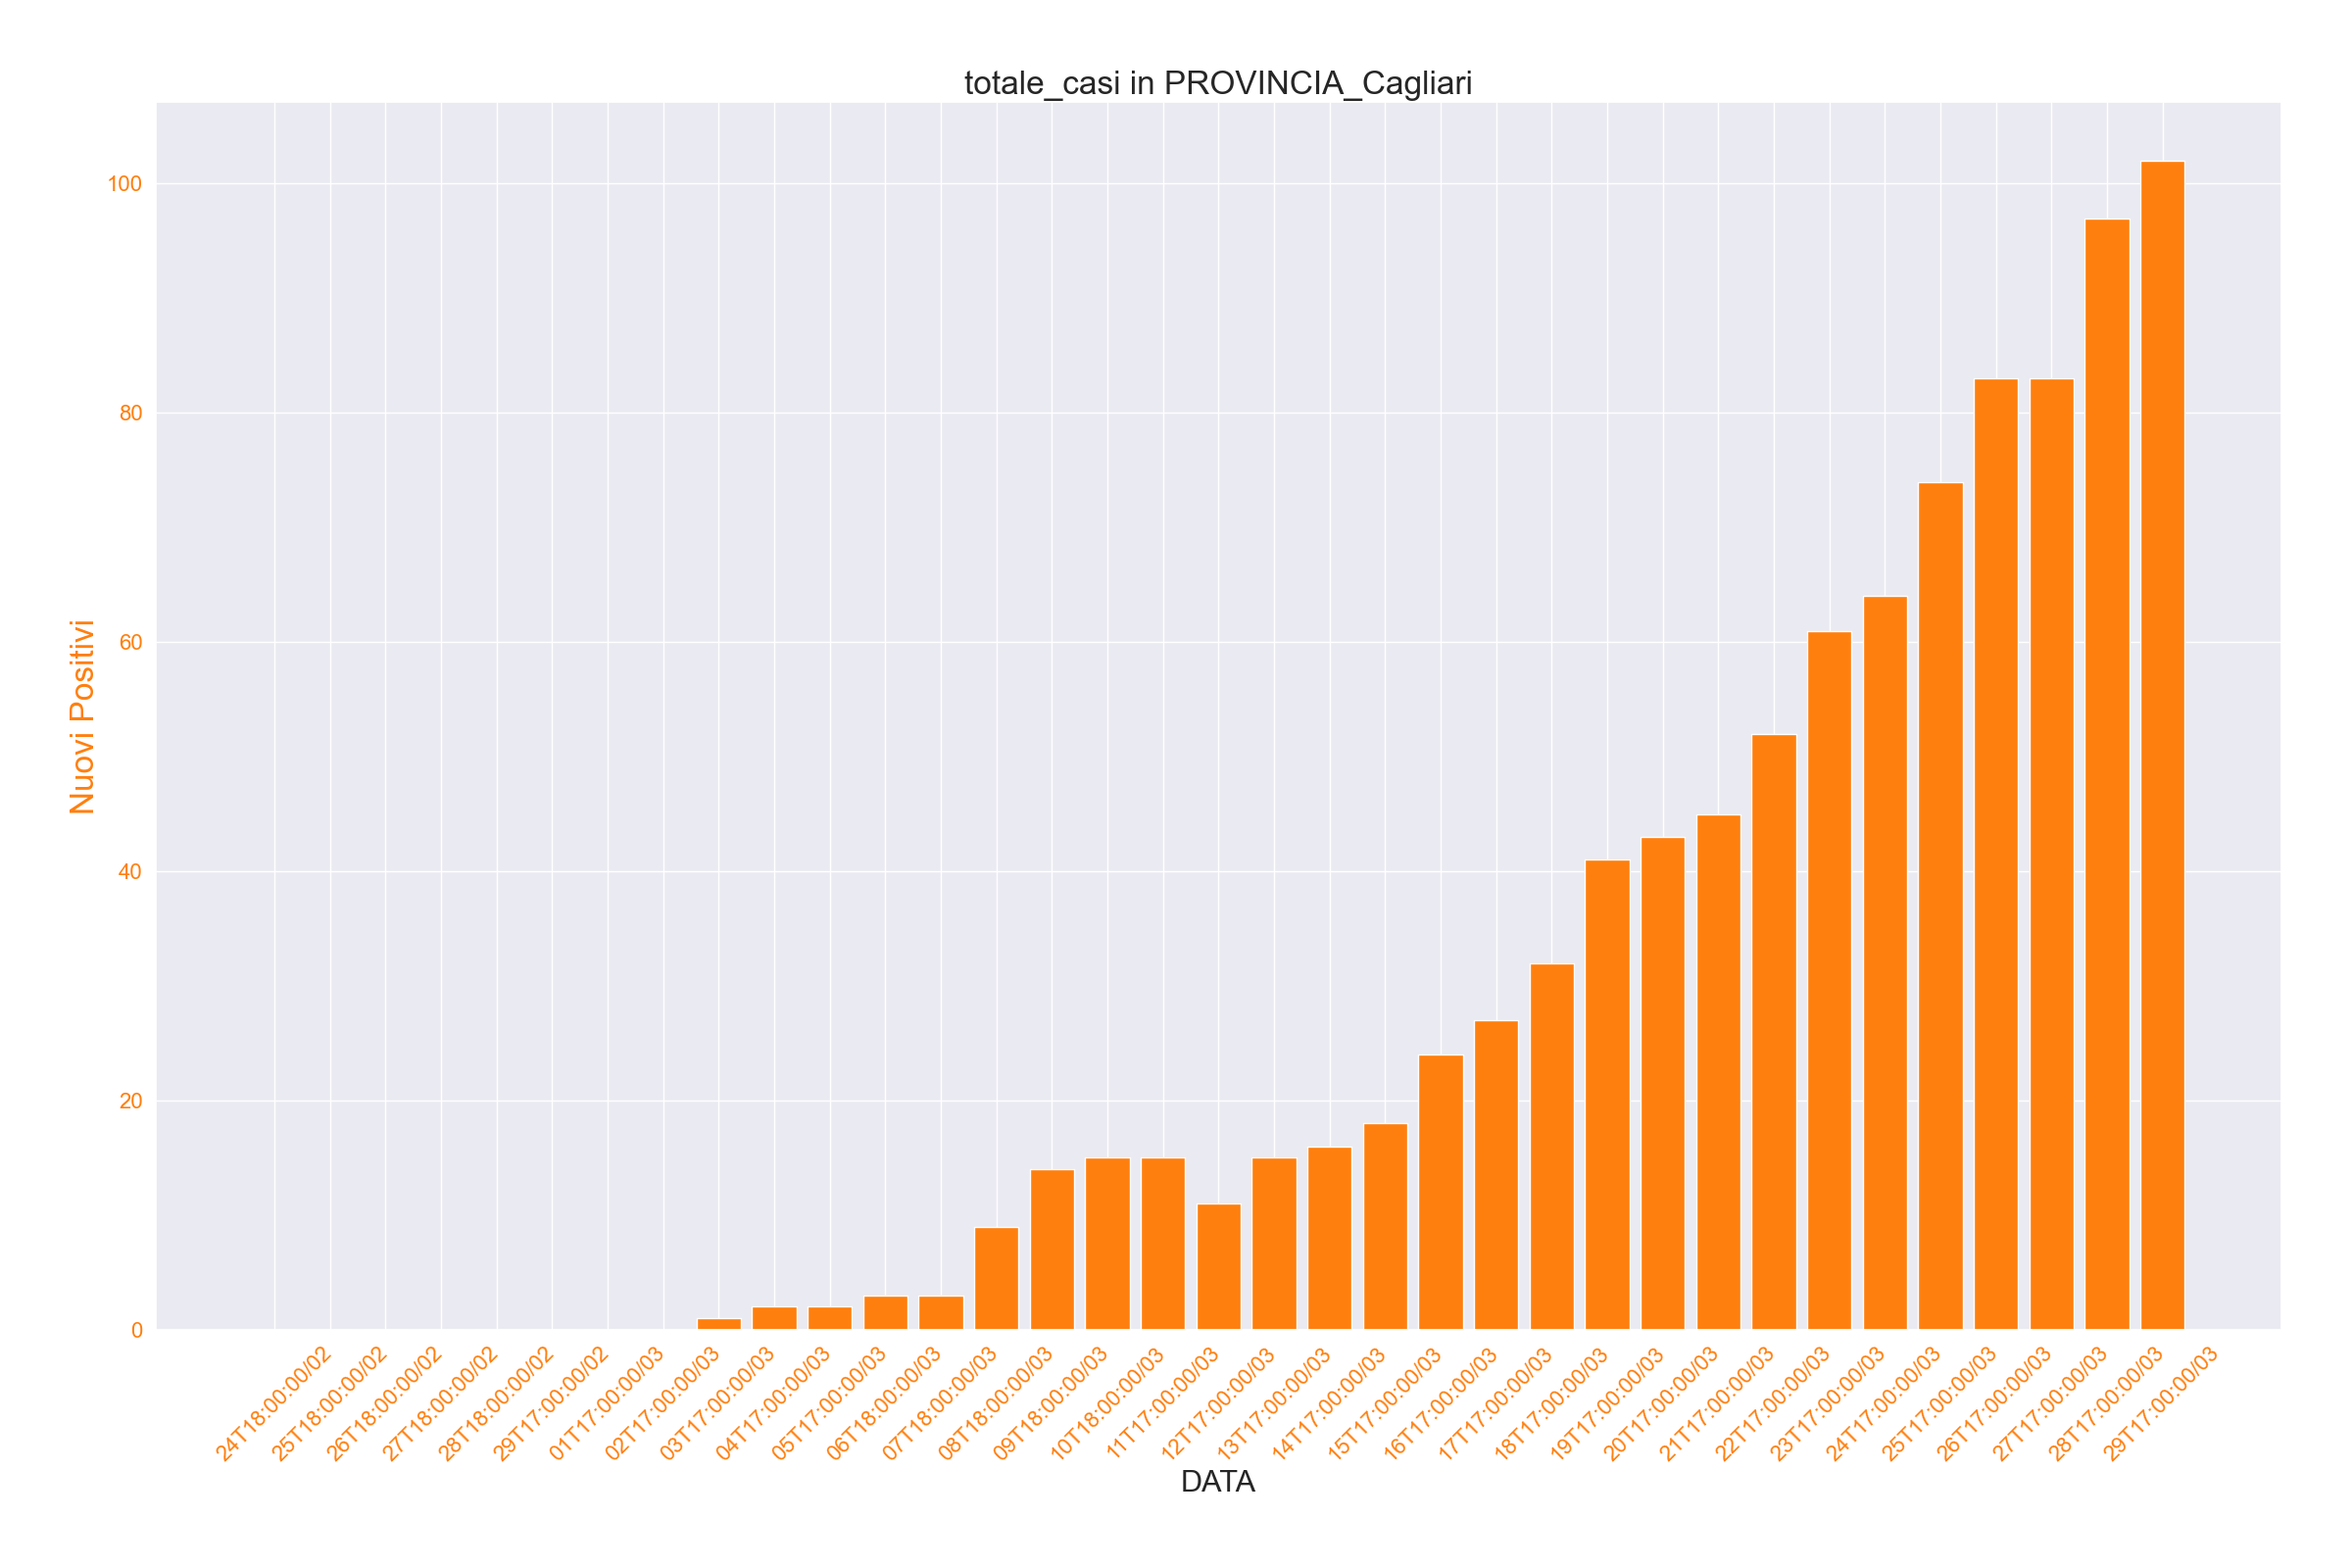 totale_casi in PROVINCIA_Cagliari
Nuovi Positivi
100
80
60
40
20
0
24T18:00:00/02
25T18:00:00/02
26T18:00:00/02
27T18:00:00/02
28T18:00:00/02
29T17:00:00/02
01T17:00:00/03
02T17:00:00/03
03T17:00:00/03
04T17:00:00/03
05T17:00:00/03
06T18:00:00/03
07T18:00:00/03
08T18:00:00/03
09T18:00:00/03
10T18:00:00/03
11T17:00:00/03
12T17:00:00/03
13T17:00:00/03
14T17:00:00/03
15T17:00:00/03
16T17:00:00/03
17T17:00:00/03
18T17:00:00/03
19T17:00:00/03
20T17:00:00/03
21T17:00:00/03
22T17:00:00/03
23T17:00:00/03
24T17:00:00/03
25T17:00:00/03
26T17:00:00/03
27T17:00:00/03
28T17:00:00/03
29T17:00:00/03
DATA